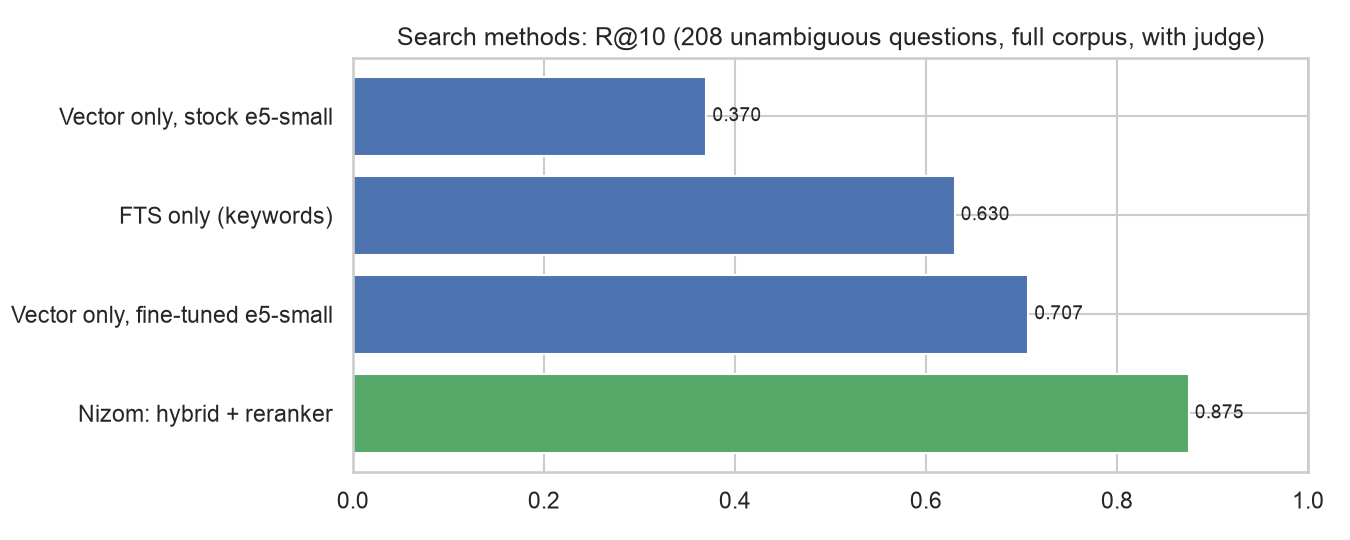 Search methods: R@10 (208 unambiguous questions, full corpus, with judge)
Vector only, stock e5-small
0.370
FTS only (keywords)
0.630
Vector only, fine-tuned e5-small
0.707
Nizom: hybrid + reranker
0.875
0.0 0.2 0.4 0.6 0.8 1.0